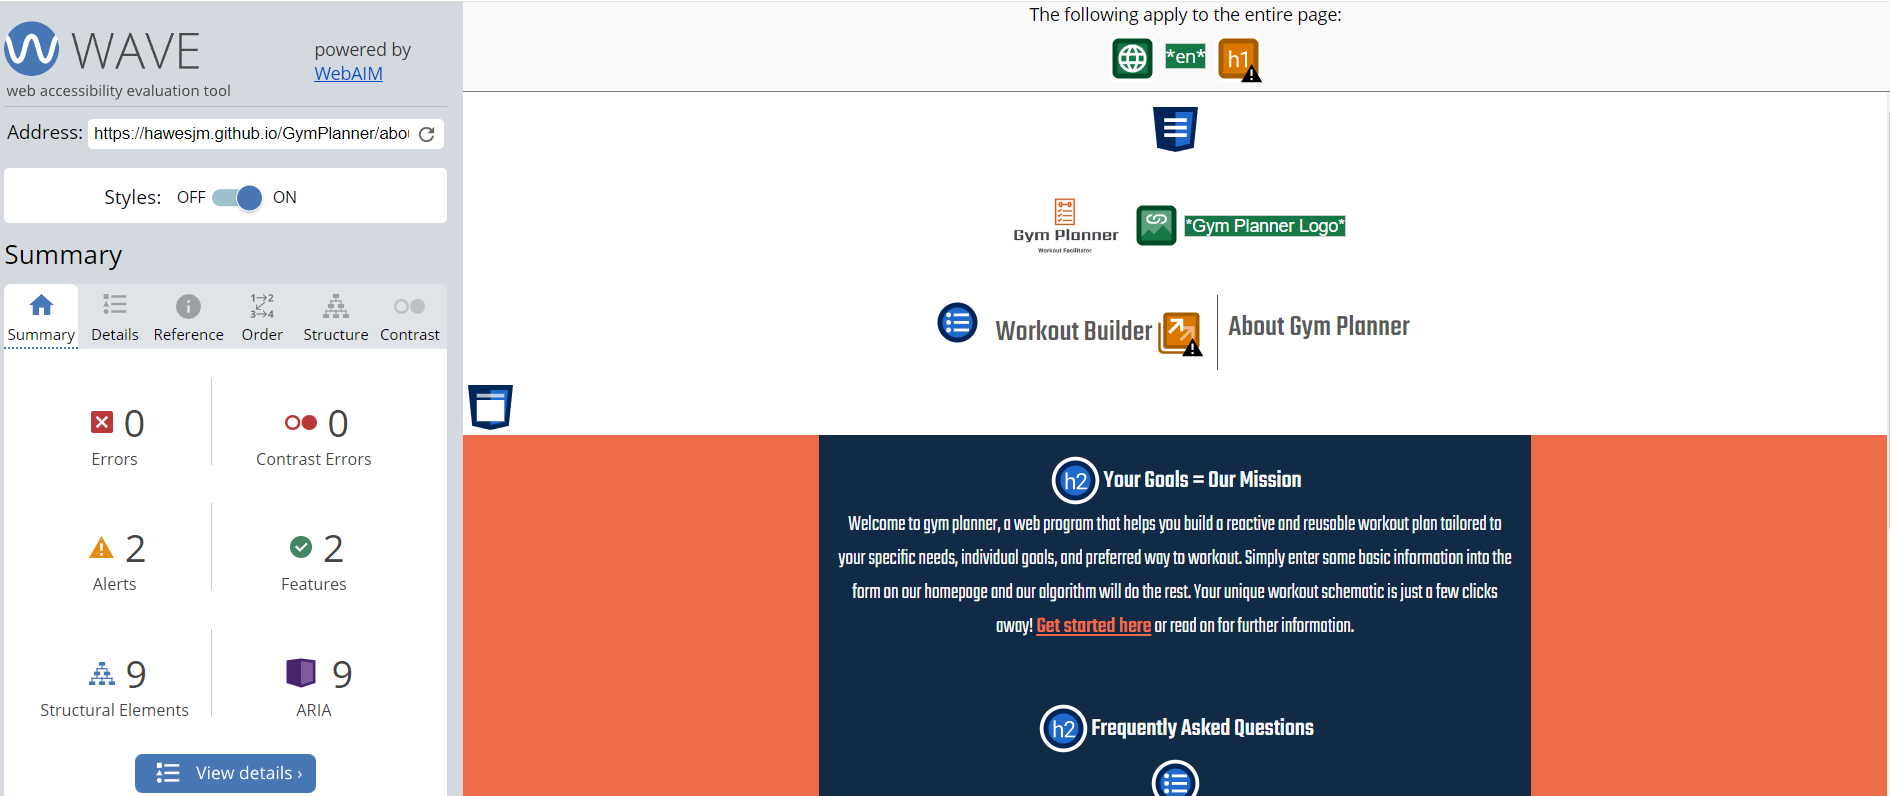 WAVE
web accessibility evaluation tool
powered by
WebAIM
Address: https://hawesjm.github.io/GymPlanner/abou
Styles: OFF ON
Summary
Summary Details Reference Order Structure Contrast
1→2
3→4
0 Errors
0 Contrast Errors
2 Alerts
2 Features
9 Structural Elements
9 ARIA
View details ›
The following apply to the entire page:
*en* h1
Gym Planner
Workout Facilitator
*Gym Planner Logo*
Workout Builder
About Gym Planner
h2 Your Goals = Our Mission
Welcome to gym planner, a web program that helps you build a reactive and reusable workout plan tailored to
your specific needs, individual goals, and preferred way to workout. Simply enter some basic information into the
form on our homepage and our algorithm will do the rest. Your unique workout schematic is just a few clicks
away! Get started here or read on for further information.
h2 Frequently Asked Questions